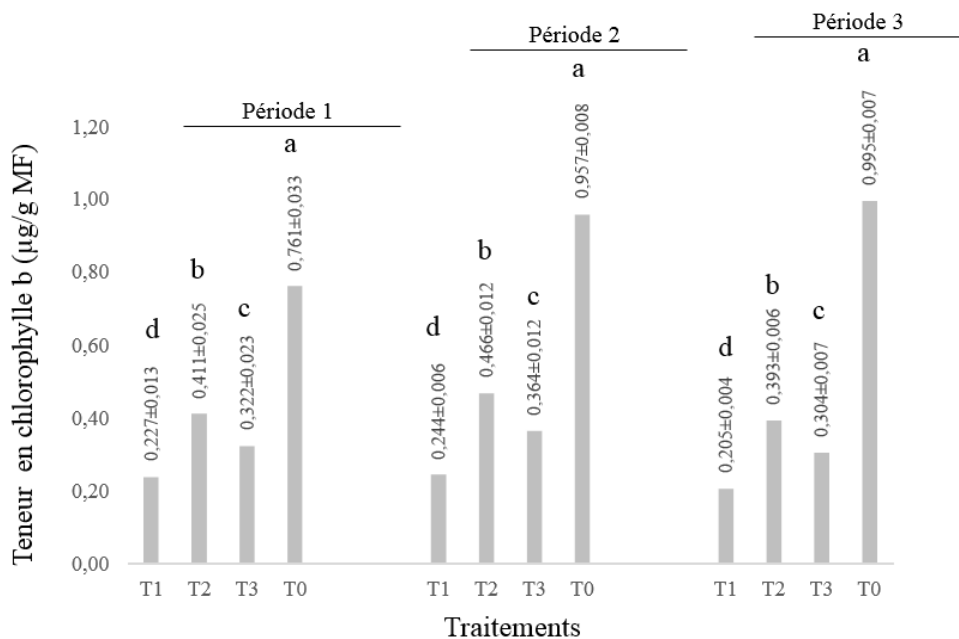 Période 1
Période 2
Période 3
a
a
a
b
b
b
c
c
c
d
d
d
0,227±0,013
0,411±0,025
0,322±0,023
0,761±0,033
0,244±0,006
0,466±0,012
0,364±0,012
0,957±0,008
0,205±0,004
0,393±0,006
0,304±0,007
0,995±0,007
Teneur en chlorophylle b (µg/g MF)
1,20
1,00
0,80
0,60
0,40
0,20
0,00
T1 T2 T3 T0 T1 T2 T3 T0 T1 T2 T3 T0
Traitements